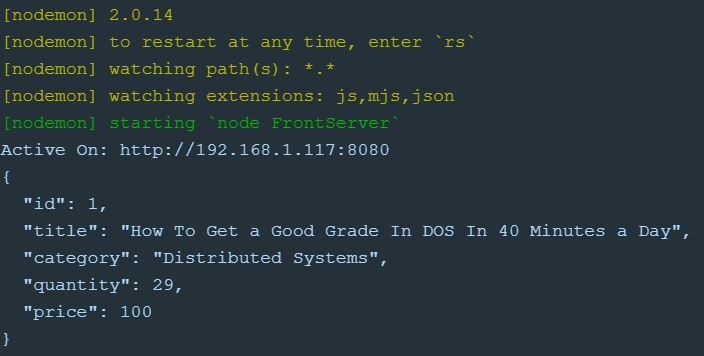 [nodemon] 2.0.14
[nodemon] to restart at any time, enter `rs`
[nodemon] watching path(s): *.*
[nodemon] watching extensions: js,mjs,json
[nodemon] starting `node FrontServer`
Active On: http://192.168.1.117:8080
{
  "id": 1,
  "title": "How To Get a Good Grade In DOS In 40 Minutes a Day",
  "category": "Distributed Systems",
  "quantity": 29,
  "price": 100
}